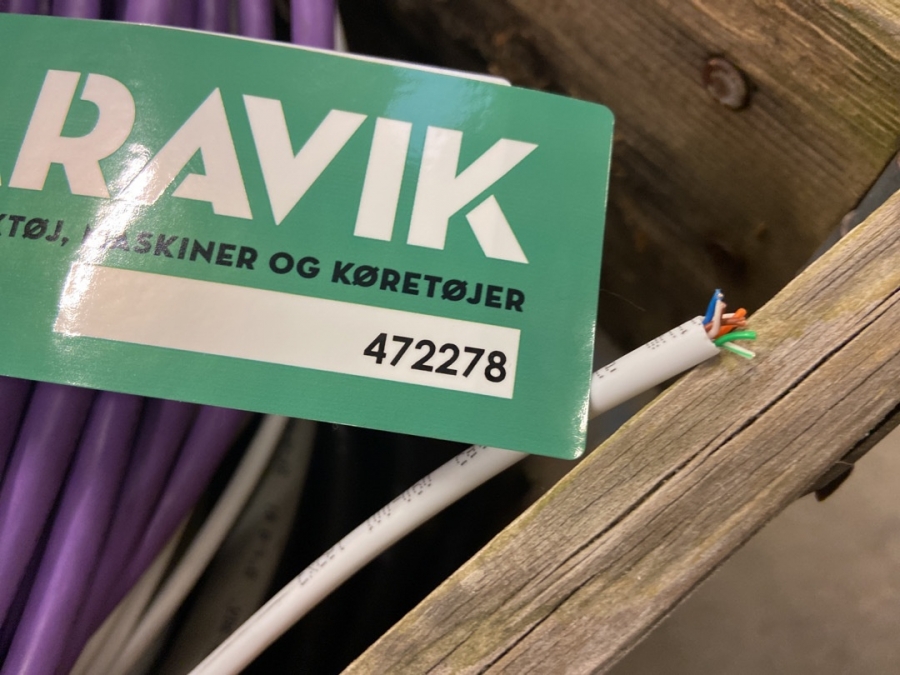 RAVIK
KTØJ, MASKINER OG KØRETØJER
472278